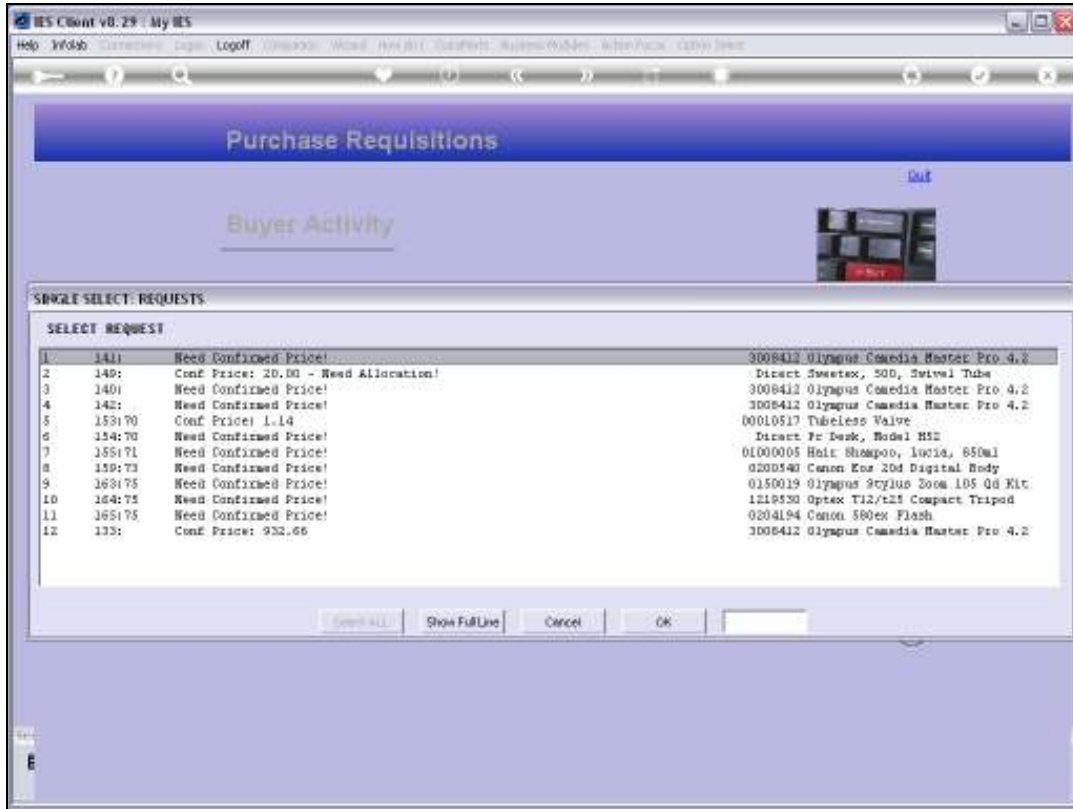 IES Client v8.29 : My IES
Help Infolab Connections Logon Logoff
Purchase Requisitions
Quit
Buyer Activity
SINGLE SELECT: REQUESTS
SELECT REQUEST
1 141: Need Confirmed Price! 3008412 Olympus Camedia Master Pro 4.2
2 149: Conf Price: 20.00 - Need Allocation! Direct Sweetex, 500, Swivel Tube
3 140: Need Confirmed Price! 3008412 Olympus Camedia Master Pro 4.2
4 142: Need Confirmed Price! 3008412 Olympus Camedia Master Pro 4.2
5 153:70 Conf Price: 1.14 00010517 Tubeless Valve
6 154:70 Need Confirmed Price! Direct Pc Desk, Model H52
7 155:71 Need Confirmed Price! 01000005 Hair Shampoo, Lucia, 850ml
8 159:73 Need Confirmed Price! 0200540 Canon Eos 20d Digital Body
9 163:75 Need Confirmed Price! 0150019 Olympus Stylus Zoom 105 Qd Kit
10 164:75 Need Confirmed Price! 1219530 Optex T12/t25 Compact Tripod
11 165:75 Need Confirmed Price! 0204194 Canon 580ex Flash
12 133: Conf Price: 932.66 3008412 Olympus Camedia Master Pro 4.2
Select ALL Show Full Line Cancel OK